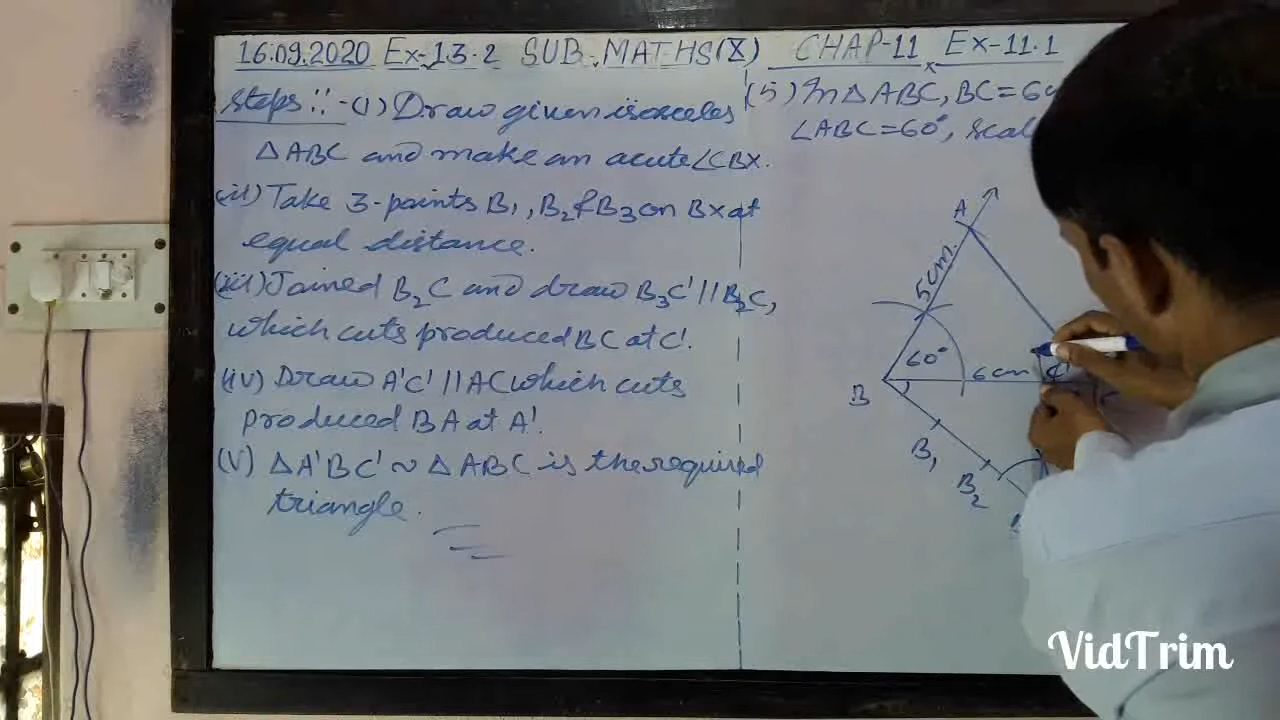 16.09.2020 Ex-13.2 SUB-MATHS(X) CHAP-11 Ex-11.1
Steps :: - (i) Draw given isosceles
ΔABC and make an acute ∠CBX.
(ii) Take 3-points B₁, B₂ & B₃ on BX at
equal distance.
(iii) Joined B₂C and draw B₃C' // B₂C,
which cuts produced BC at C'.
(iv) Draw A'C' // AC which cuts
produced BA at A'.
(v) ΔA'BC' ~ ΔABC is the required
triangle.
(5) In ΔABC, BC=6c
∠ABC=60°, Scal
A
5cm
60°
B
6cm
C'
B₁
B₂
VidTrim